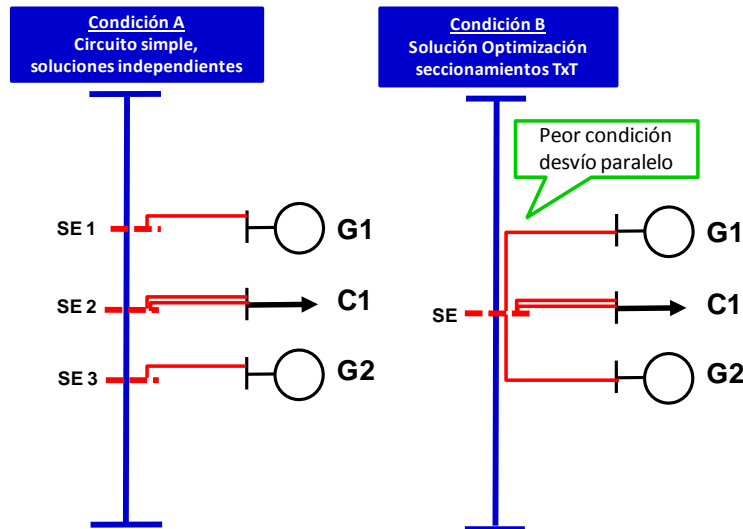 Condición A
Circuito simple,
soluciones independientes
Condición B
Solución Optimización
seccionamientos TxT
Peor condición
desvío paralelo
SE 1
G1
SE 2
C1
SE 3
G2
G1
SE
C1
G2